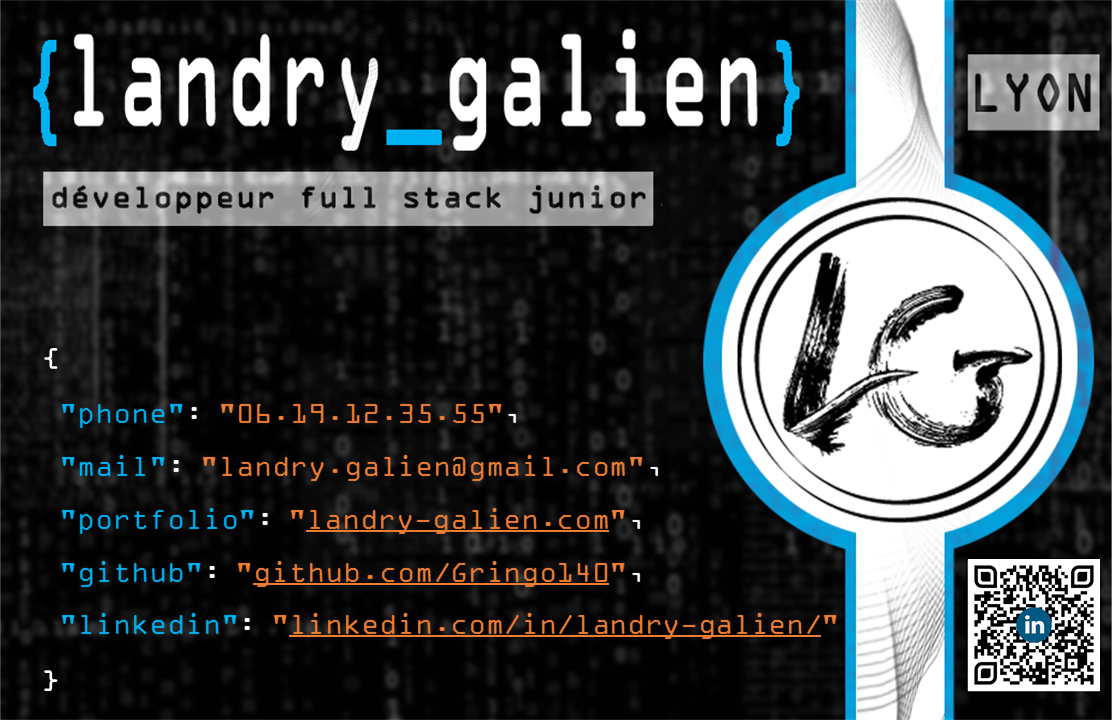 {landry_galien}
LYON
développeur full stack junior
LG
{
"phone": "06.19.12.35.55",
"mail": "landry.galien@gmail.com",
"portfolio": "landry-galien.com",
"github": "github.com/Gringo140",
"linkedin": "linkedin.com/in/landry-galien/"
in
}